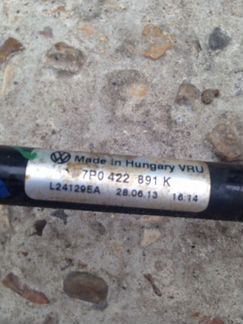 Made in Hungary VRU
7P0 422 891 K
L24129EA 28.06.13 16:14